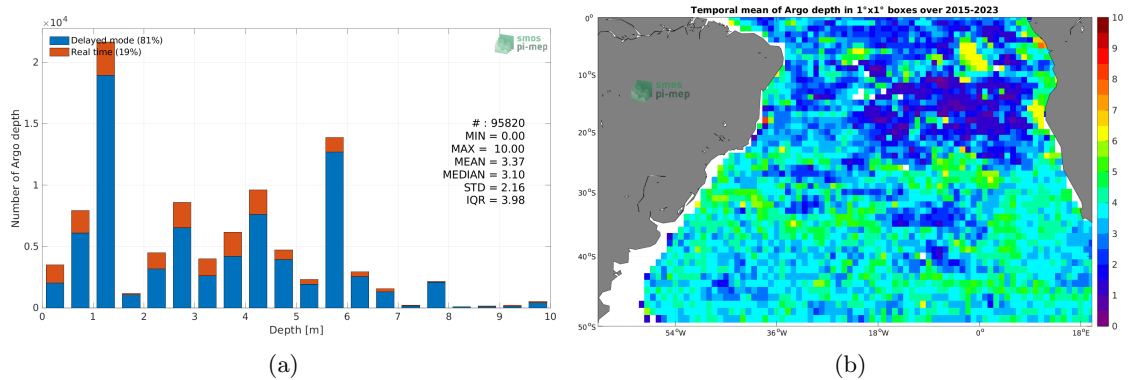 ×10⁴
Delayed mode (81%)
Real time (19%)
smos
pi-mep
2
1.5
1
0.5
0
Number of Argo depth
# : 95820
MIN = 0.00
MAX = 10.00
MEAN = 3.37
MEDIAN = 3.10
STD = 2.16
IQR = 3.98
0 1 2 3 4 5 6 7 8 9 10
Depth [m]
(a)
Temporal mean of Argo depth in 1°x1° boxes over 2015-2023
smos
pi-mep
0°
10°S
20°S
30°S
40°S
50°S
54°W 36°W 18°W 0° 18°E
10
9
8
7
6
5
4
3
2
1
0
(b)